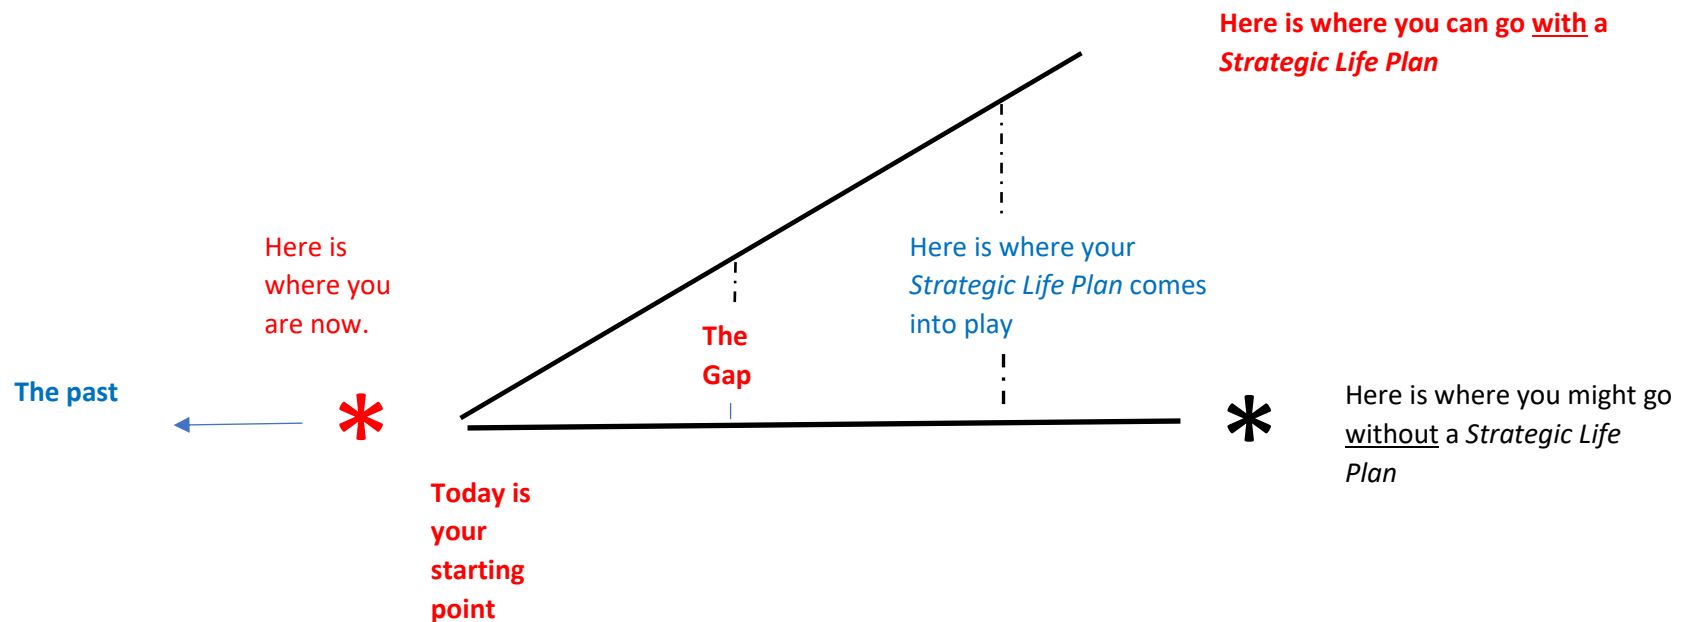 Here is where you can go with a
Strategic Life Plan
Here is
where you
are now.
Here is where your
Strategic Life Plan comes
into play
The
Gap
The past
*
*
Here is where you might go
without a Strategic Life
Plan
Today is
your
starting
point